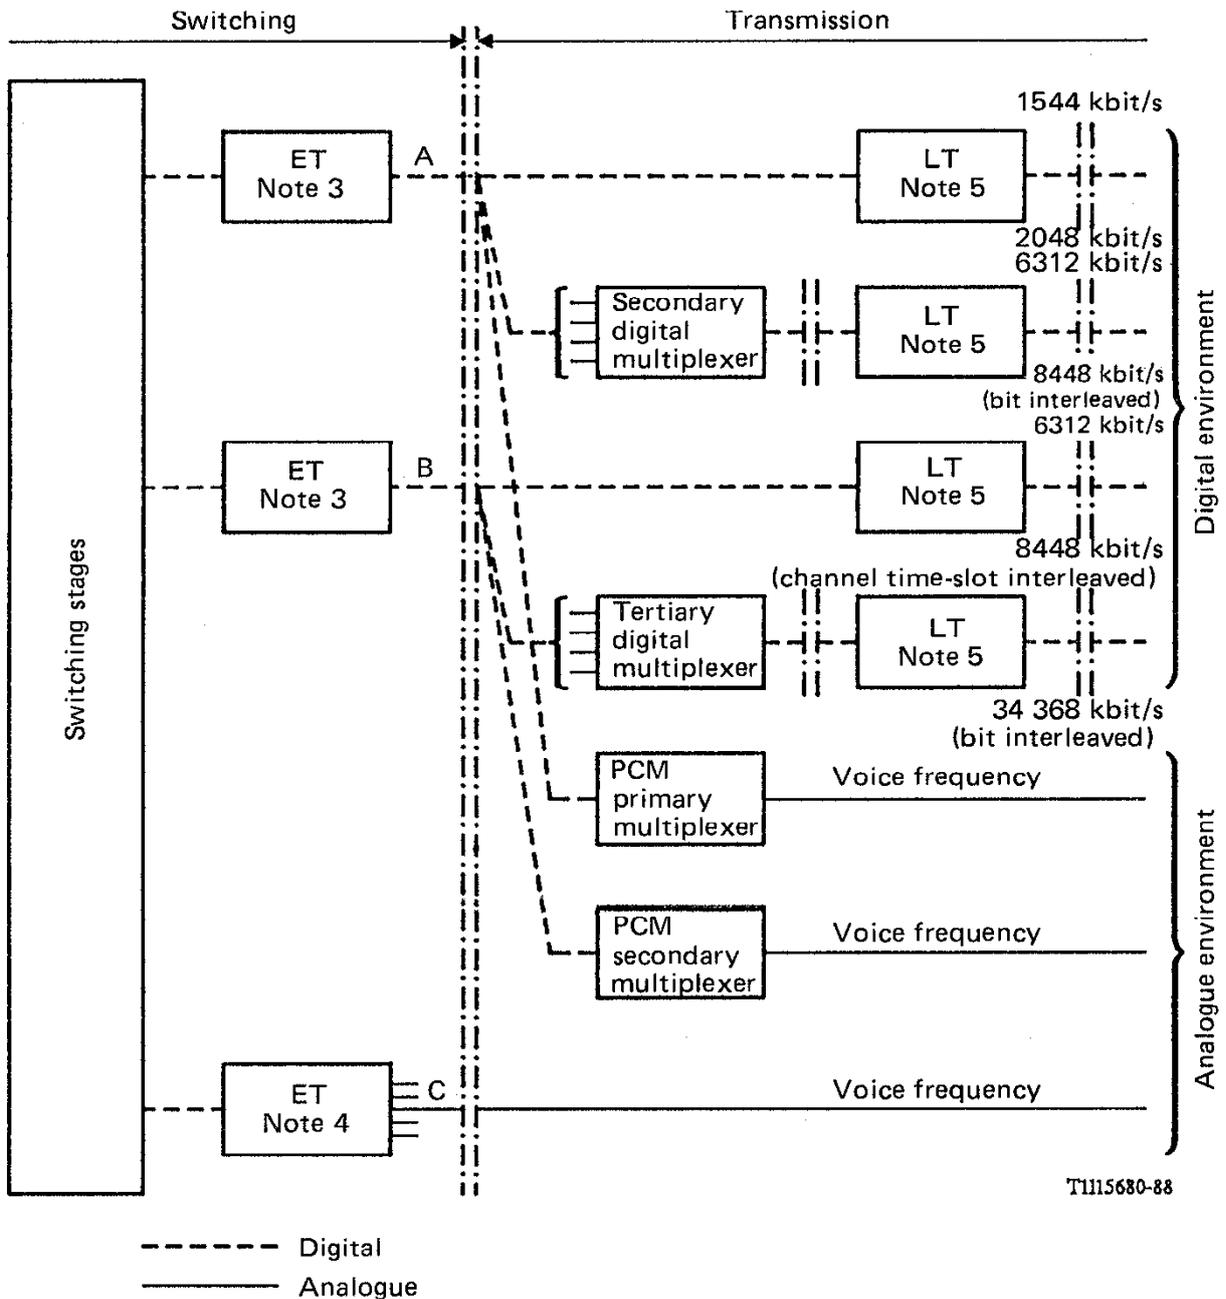 Switching
Transmission
1544 kbit/s
ET
Note 3
A
LT
Note 5
2048 kbit/s
6312 kbit/s
Secondary
digital
multiplexer
LT
Note 5
8448 kbit/s
(bit interleaved)
6312 kbit/s
ET
Note 3
B
LT
Note 5
8448 kbit/s
(channel time-slot interleaved)
Tertiary
digital
multiplexer
LT
Note 5
34 368 kbit/s
(bit interleaved)
Digital environment
Switching stages
PCM
primary
multiplexer
Voice frequency
PCM
secondary
multiplexer
Voice frequency
ET
Note 4
C
Voice frequency
Analogue environment
T1115680-88
Digital
Analogue